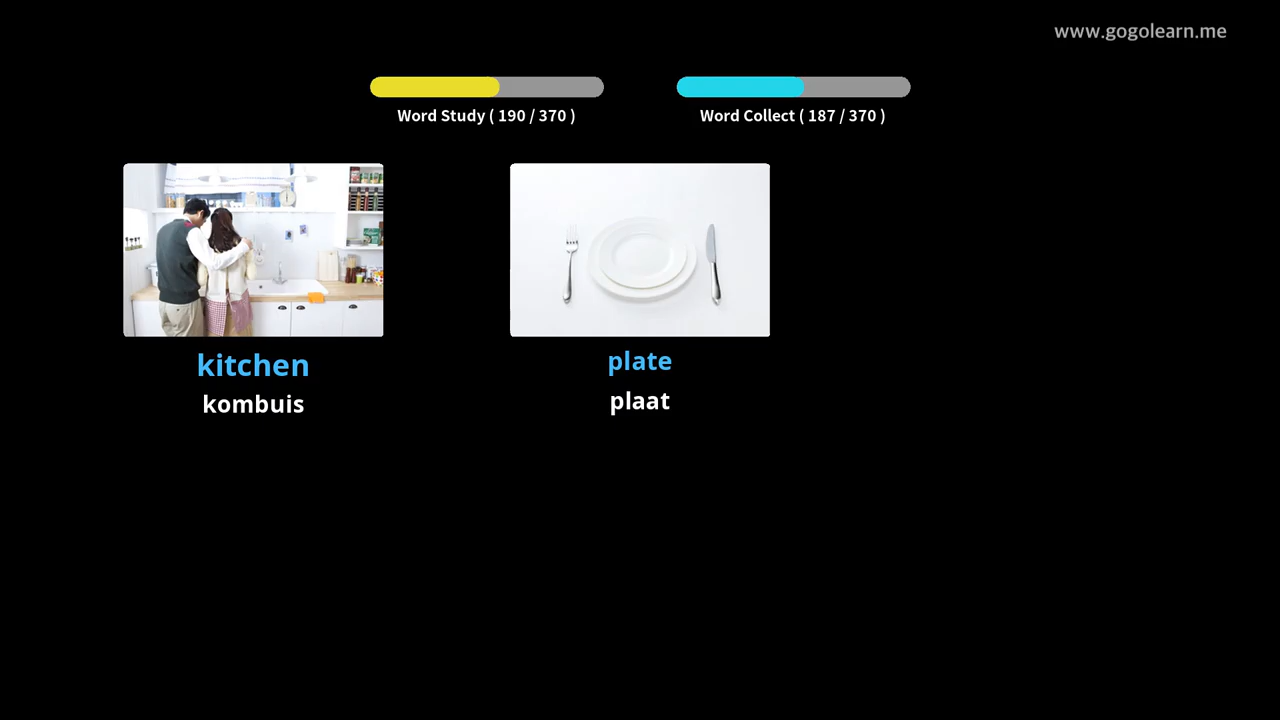 www.gogolearn.me
Word Study ( 190 / 370 )
Word Collect ( 187 / 370 )
kitchen
kombuis
plate
plaat